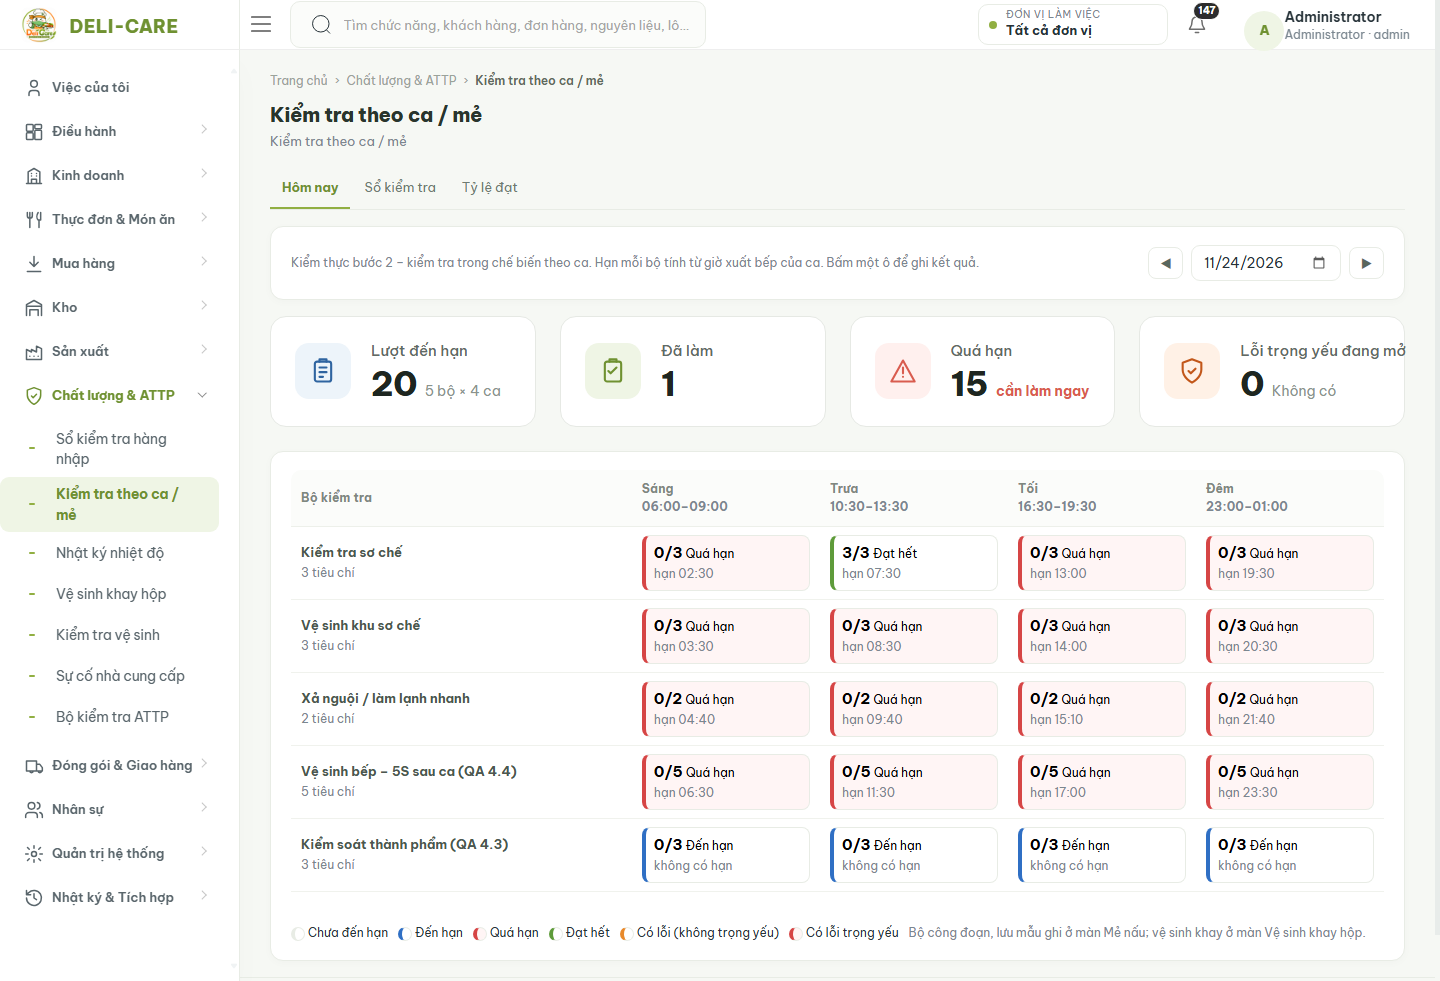 DELI-CARE
Tìm chức năng, khách hàng, đơn hàng, nguyên liệu, lô...
ĐƠN VỊ LÀM VIỆC
Tất cả đơn vị
147
A
Administrator
Administrator · admin
Việc của tôi
Điều hành
Kinh doanh
Thực đơn & Món ăn
Mua hàng
Kho
Sản xuất
Chất lượng & ATTP
Sổ kiểm tra hàng
nhập
Kiểm tra theo ca /
mẻ
Nhật ký nhiệt độ
Vệ sinh khay hộp
Kiểm tra vệ sinh
Sự cố nhà cung cấp
Bộ kiểm tra ATTP
Đóng gói & Giao hàng
Nhân sự
Quản trị hệ thống
Nhật ký & Tích hợp
Trang chủ > Chất lượng & ATTP > Kiểm tra theo ca / mẻ
Kiểm tra theo ca / mẻ
Kiểm tra theo ca / mẻ
Hôm nay Sổ kiểm tra Tỷ lệ đạt
Kiểm thực bước 2 – kiểm tra trong chế biến theo ca. Hạn mỗi bộ tính từ giờ xuất bếp của ca. Bấm một ô để ghi kết quả.
11/24/2026
Lượt đến hạn
20 5 bộ × 4 ca
Đã làm
1
Quá hạn
15 cần làm ngay
Lỗi trọng yếu đang mở
0 Không có
Bộ kiểm tra
Sáng
06:00–09:00
Trưa
10:30–13:30
Tối
16:30–19:30
Đêm
23:00–01:00
Kiểm tra sơ chế
3 tiêu chí
0/3 Quá hạn
hạn 02:30
3/3 Đạt hết
hạn 07:30
0/3 Quá hạn
hạn 13:00
0/3 Quá hạn
hạn 19:30
Vệ sinh khu sơ chế
3 tiêu chí
0/3 Quá hạn
hạn 03:30
0/3 Quá hạn
hạn 08:30
0/3 Quá hạn
hạn 14:00
0/3 Quá hạn
hạn 20:30
Xả nguội / làm lạnh nhanh
2 tiêu chí
0/2 Quá hạn
hạn 04:40
0/2 Quá hạn
hạn 09:40
0/2 Quá hạn
hạn 15:10
0/2 Quá hạn
hạn 21:40
Vệ sinh bếp – 5S sau ca (QA 4.4)
5 tiêu chí
0/5 Quá hạn
hạn 06:30
0/5 Quá hạn
hạn 11:30
0/5 Quá hạn
hạn 17:00
0/5 Quá hạn
hạn 23:30
Kiểm soát thành phẩm (QA 4.3)
3 tiêu chí
0/3 Đến hạn
không có hạn
0/3 Đến hạn
không có hạn
0/3 Đến hạn
không có hạn
0/3 Đến hạn
không có hạn
Chưa đến hạn Đến hạn Quá hạn Đạt hết Có lỗi (không trọng yếu) Có lỗi trọng yếu Bộ công đoạn, lưu mẫu ghi ở màn Mẻ nấu; vệ sinh khay ở màn Vệ sinh khay hộp.